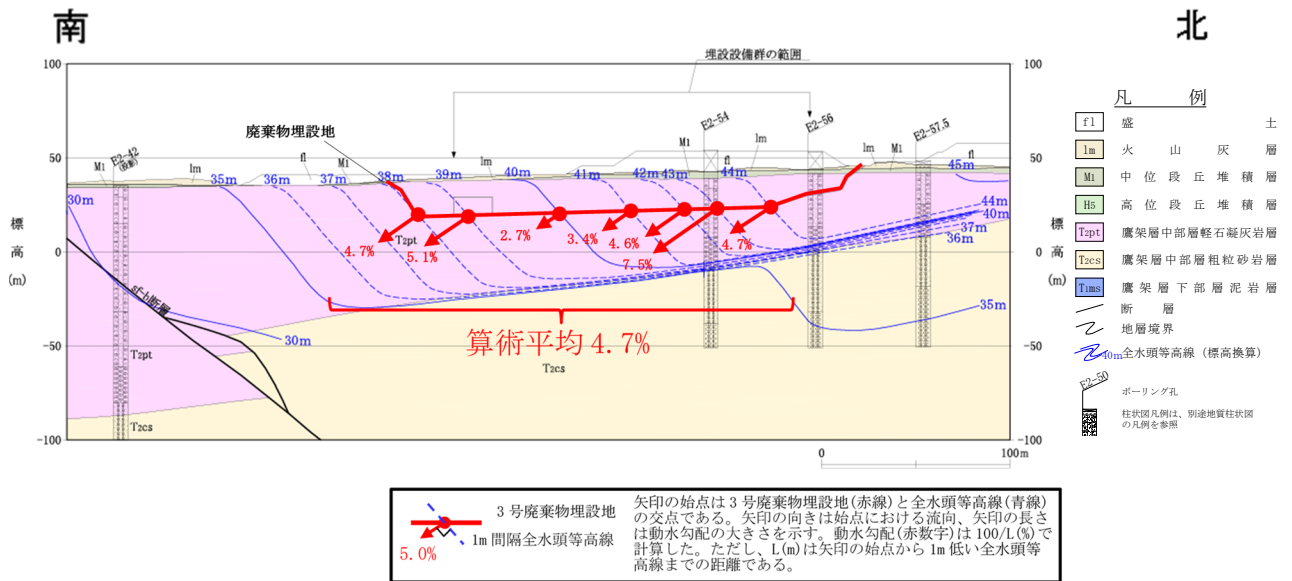 南
北
埋設設備群の範囲
100
50
0
-50
-100
標
高
(m)
100
50
0
-50
-100
標
高
(m)
廃棄物埋設地
E2-42
E2-54
E2-56
E2-57.5
M1
lm
fl
M1
lm
M1
fl
lm
lm
M1
fl
30m
35m
36m
37m
38m
39m
40m
41m
42m
43m
44m
45m
44m
40m
37m
36m
35m
30m
4.7%
5.1%
2.7%
3.4%
4.6%
7.5%
4.7%
T2pt
sf-b断層
T2pt
T2cs
T2cs
算術平均 4.7%
0
100m
凡 例
fl 盛 土
lm 火 山 灰 層
M1 中 位 段 丘 堆 積 層
H5 高 位 段 丘 堆 積 層
T2pt 鷹架層中部層軽石凝灰岩層
T2cs 鷹架層中部層粗粒砂岩層
T1ms 鷹 架 層 下 部 層 泥 岩 層
断 層
地層境界
40m 全水頭等高線（標高換算）
E2-50 ボーリング孔
柱状図凡例は、別途地質柱状図
の凡例を参照
3 号廃棄物埋設地
1m 間隔全水頭等高線
5.0%
矢印の始点は 3 号廃棄物埋設地(赤線)と全水頭等高線(青線)
の交点である。矢印の向きは始点における流向、矢印の長さ
は動水勾配の大きさを示す。動水勾配(赤数字)は 100/L(%)で
計算した。ただし、L(m)は矢印の始点から 1m 低い全水頭等
高線までの距離である。